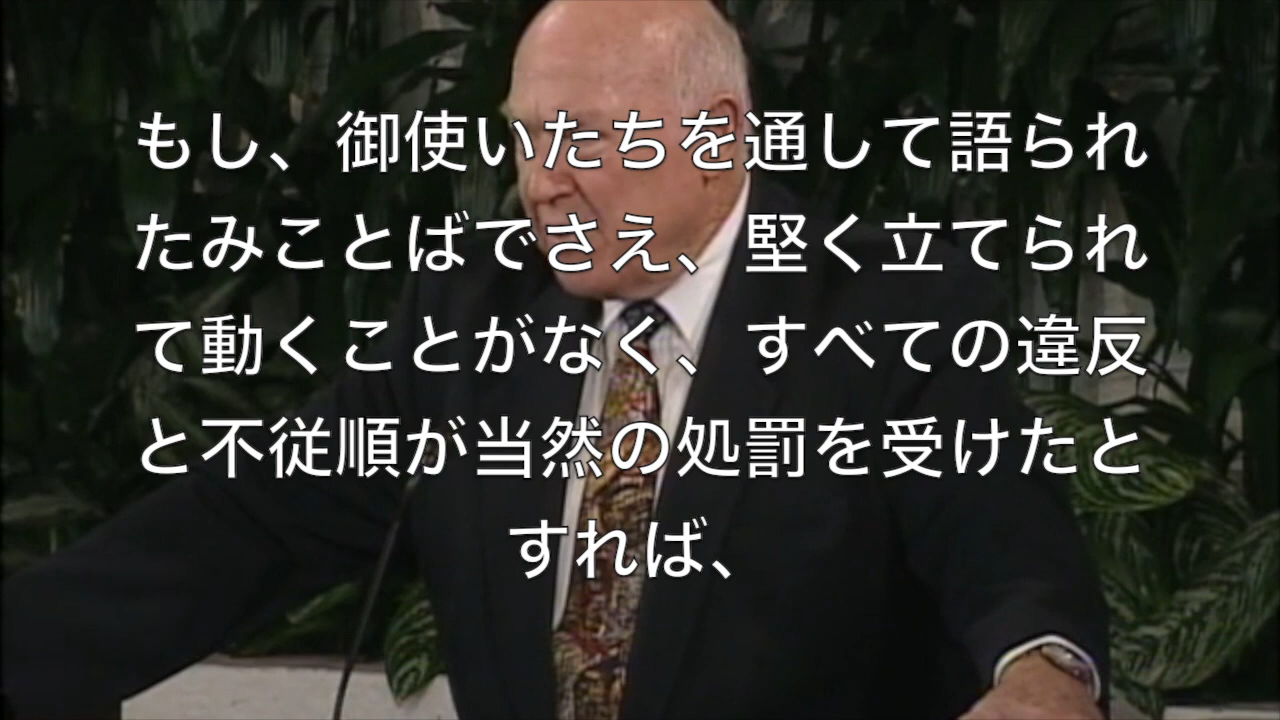 もし、御使いたちを通して語られ
たみことばでさえ、堅く立てられ
て動くことがなく、すべての違反
と不従順が当然の処罰を受けたと
すれば、